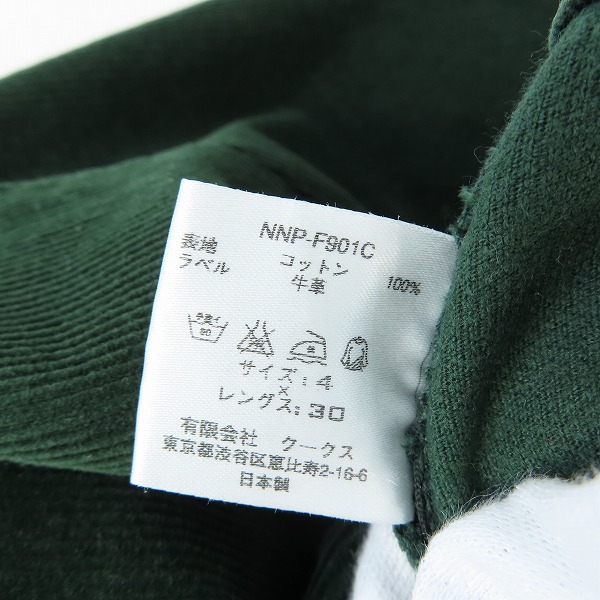 NNP-F901C
表地 コットン 100%
ラベル 牛革
サイズ:4
×
レングス:30
有限会社 クークス
東京都渋谷区恵比寿2-16-6
日本製